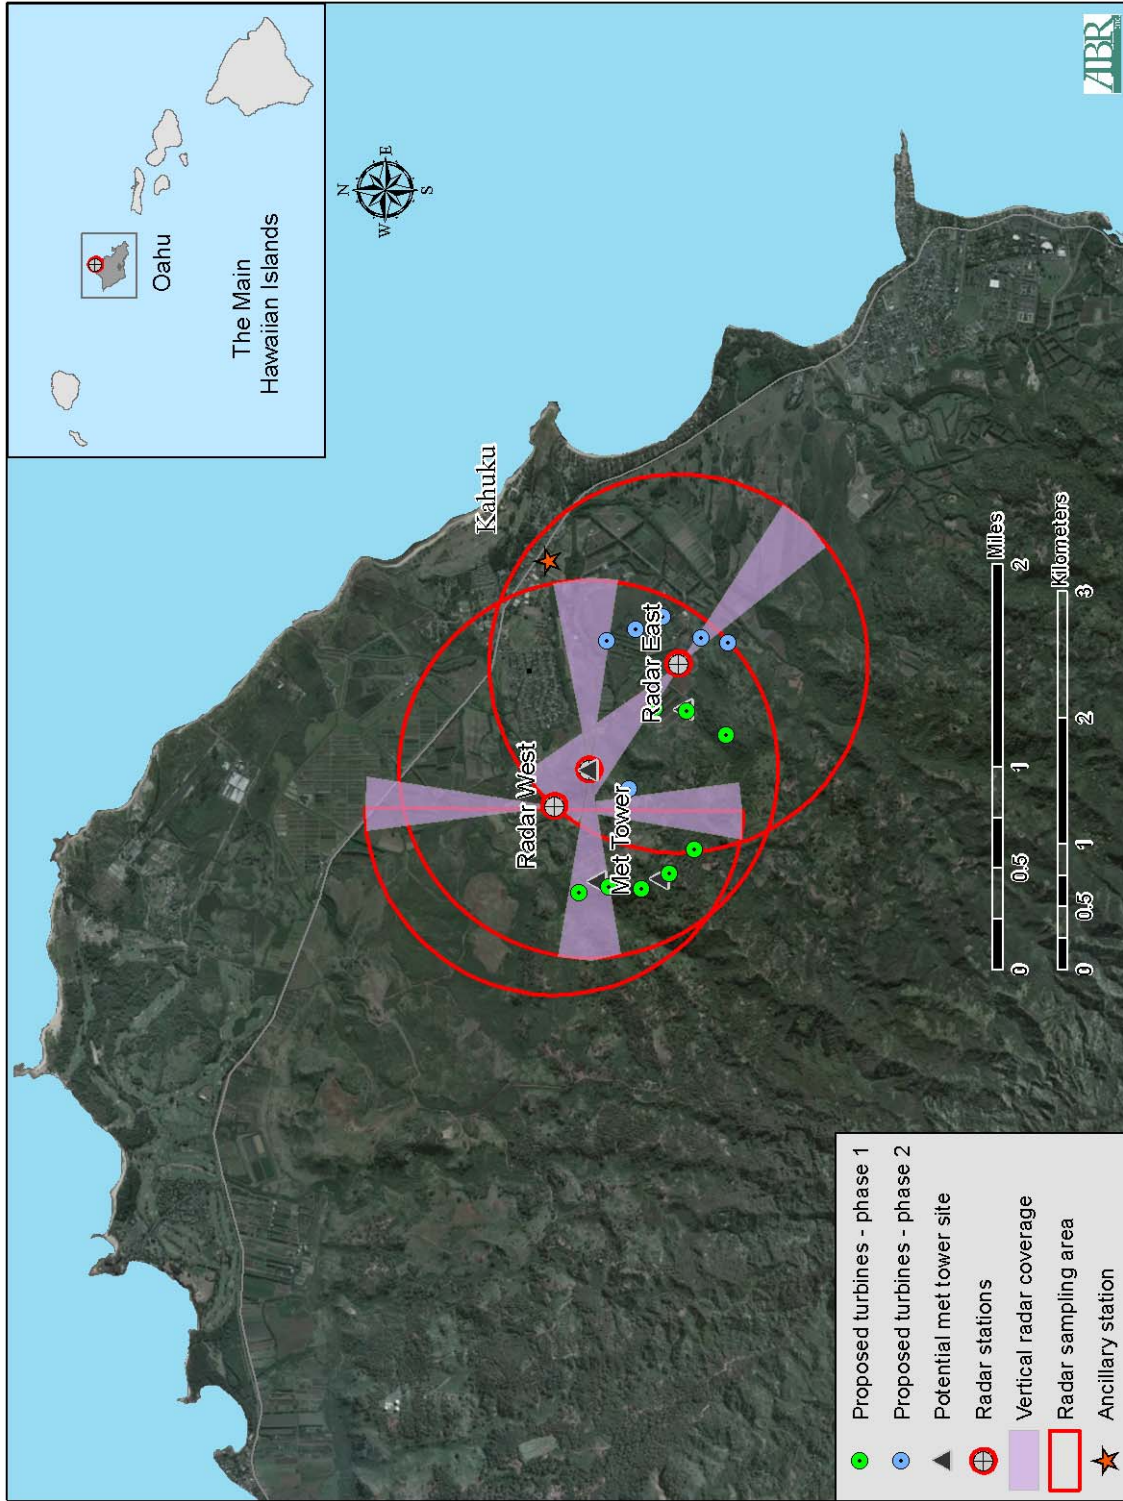 Oahu
The Main
Hawaiian Islands
N
W
E
S
Kahuku
Radar West
Radar East
Met Tower
Miles
0
0.5
1
2
Kilometers
0
0.5
1
2
3
Proposed turbines - phase 1
Proposed turbines - phase 2
Potential met tower site
Radar stations
Vertical radar coverage
Radar sampling area
Ancillary station
ABR